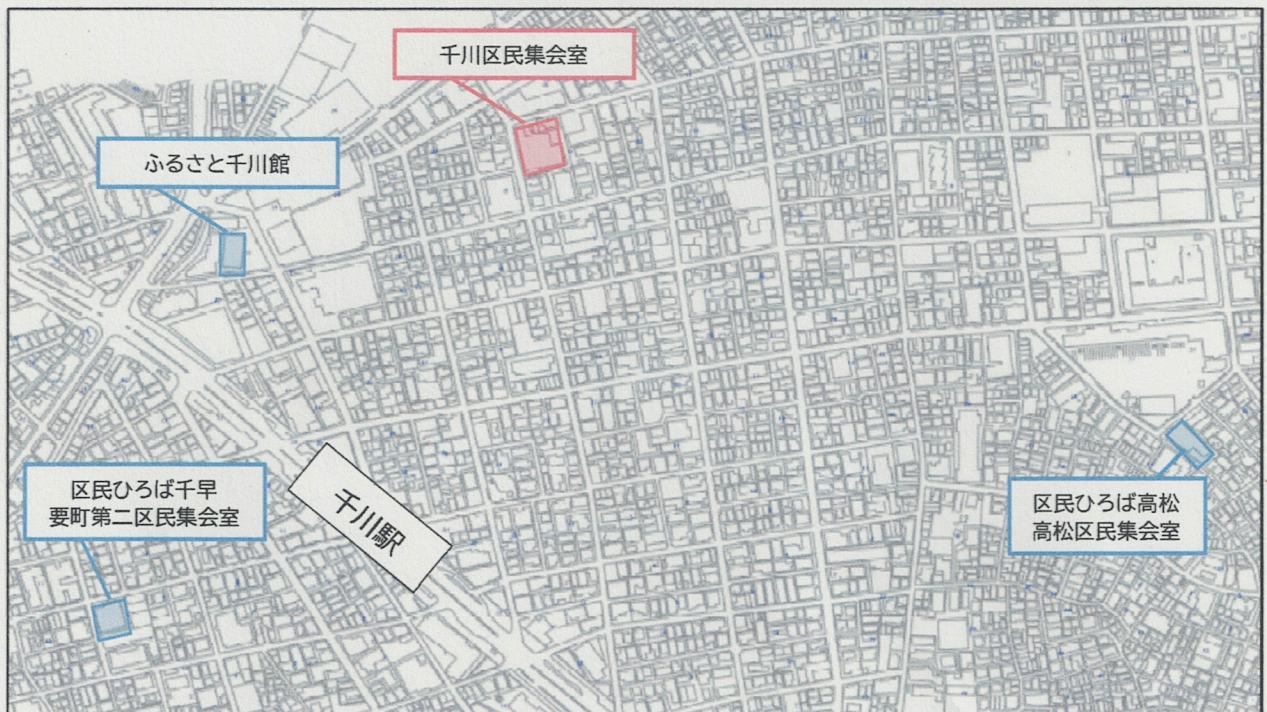 千川区民集会室
ふるさと千川館
区民ひろば千早
要町第二区民集会室
千川駅
区民ひろば高松
高松区民集会室